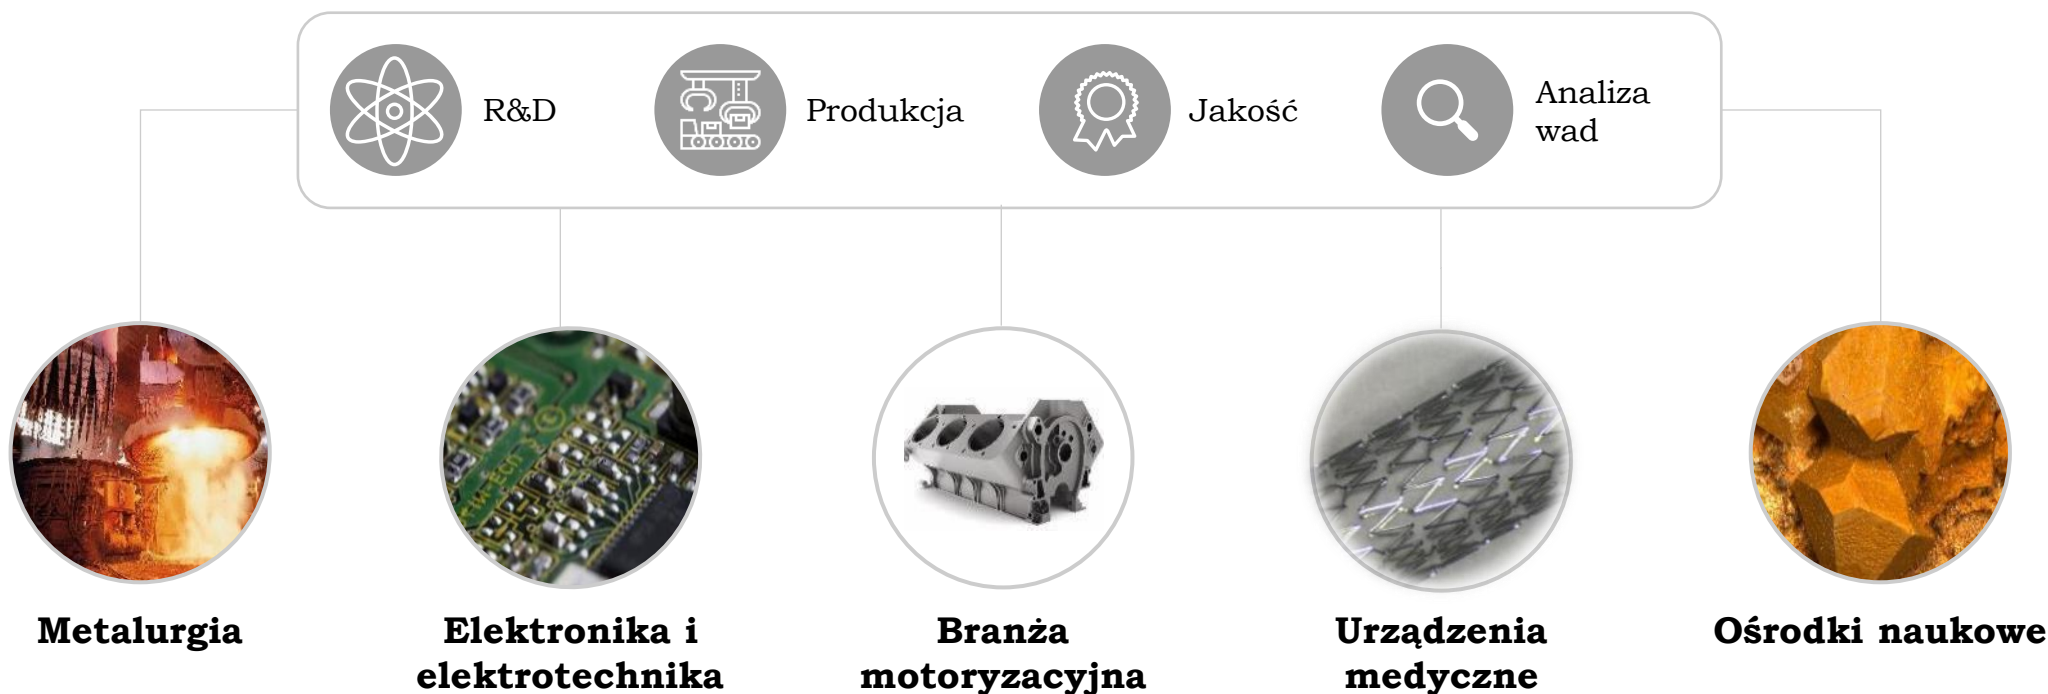 R&D
Produkcja
Jakość
Analiza
wad
Metalurgia
Elektronika i
elektrotechnika
Branża
motoryzacyjna
Urządzenia
medyczne
Ośrodki naukowe